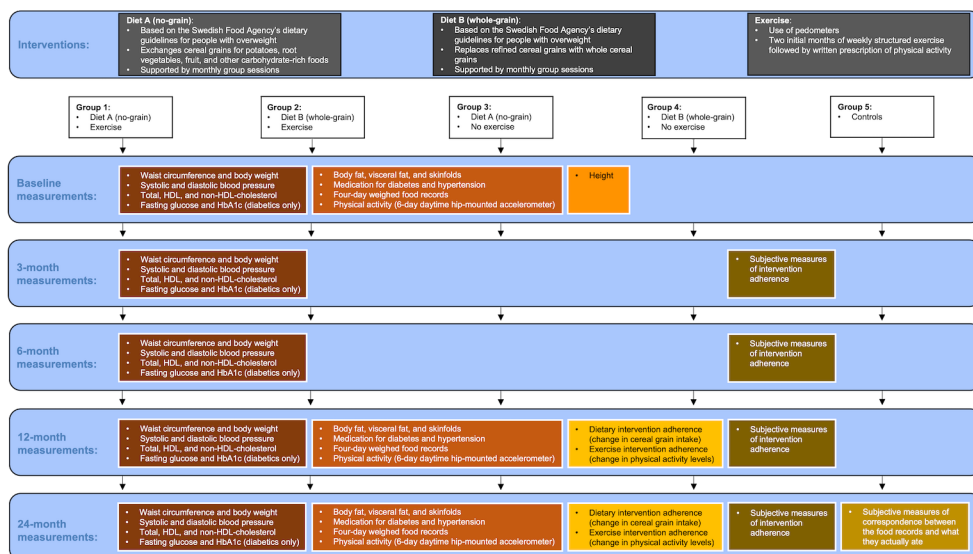 Interventions:
Diet A (no-grain):
• Based on the Swedish Food Agency's dietary
guidelines for people with overweight
• Exchanges cereal grains for potatoes, root
vegetables, fruit, and other carbohydrate-rich foods
• Supported by monthly group sessions
Diet B (whole-grain):
• Based on the Swedish Food Agency's dietary
guidelines for people with overweight
• Replaces refined cereal grains with whole cereal
grains
• Supported by monthly group sessions
Exercise:
• Use of pedometers
• Two initial months of weekly structured exercise
followed by written prescription of physical activity
Group 1:
• Diet A (no-grain)
• Exercise
Group 2:
• Diet B (whole-grain)
• Exercise
Group 3:
• Diet A (no-grain)
• No exercise
Group 4:
• Diet B (whole-grain)
• No exercise
Group 5:
• Controls
Baseline
measurements:
• Waist circumference and body weight
• Systolic and diastolic blood pressure
• Total, HDL, and non-HDL-cholesterol
• Fasting glucose and HbA1c (diabetics only)
• Body fat, visceral fat, and skinfolds
• Medication for diabetes and hypertension
• Four-day weighed food records
• Physical activity (6-day daytime hip-mounted accelerometer)
• Height
3-month
measurements:
• Waist circumference and body weight
• Systolic and diastolic blood pressure
• Total, HDL, and non-HDL-cholesterol
• Fasting glucose and HbA1c (diabetics only)
• Subjective measures
of intervention
adherence
6-month
measurements:
• Waist circumference and body weight
• Systolic and diastolic blood pressure
• Total, HDL, and non-HDL-cholesterol
• Fasting glucose and HbA1c (diabetics only)
• Subjective measures
of intervention
adherence
12-month
measurements:
• Waist circumference and body weight
• Systolic and diastolic blood pressure
• Total, HDL, and non-HDL-cholesterol
• Fasting glucose and HbA1c (diabetics only)
• Body fat, visceral fat, and skinfolds
• Medication for diabetes and hypertension
• Four-day weighed food records
• Physical activity (6-day daytime hip-mounted accelerometer)
• Dietary intervention adherence
(change in cereal grain intake)
• Exercise intervention adherence
(change in physical activity levels)
• Subjective measures
of intervention
adherence
24-month
measurements:
• Waist circumference and body weight
• Systolic and diastolic blood pressure
• Total, HDL, and non-HDL-cholesterol
• Fasting glucose and HbA1c (diabetics only)
• Body fat, visceral fat, and skinfolds
• Medication for diabetes and hypertension
• Four-day weighed food records
• Physical activity (6-day daytime hip-mounted accelerometer)
• Dietary intervention adherence
(change in cereal grain intake)
• Exercise intervention adherence
(change in physical activity levels)
• Subjective measures
of intervention
adherence
• Subjective measures of
correspondence between
the food records and what
they actually ate